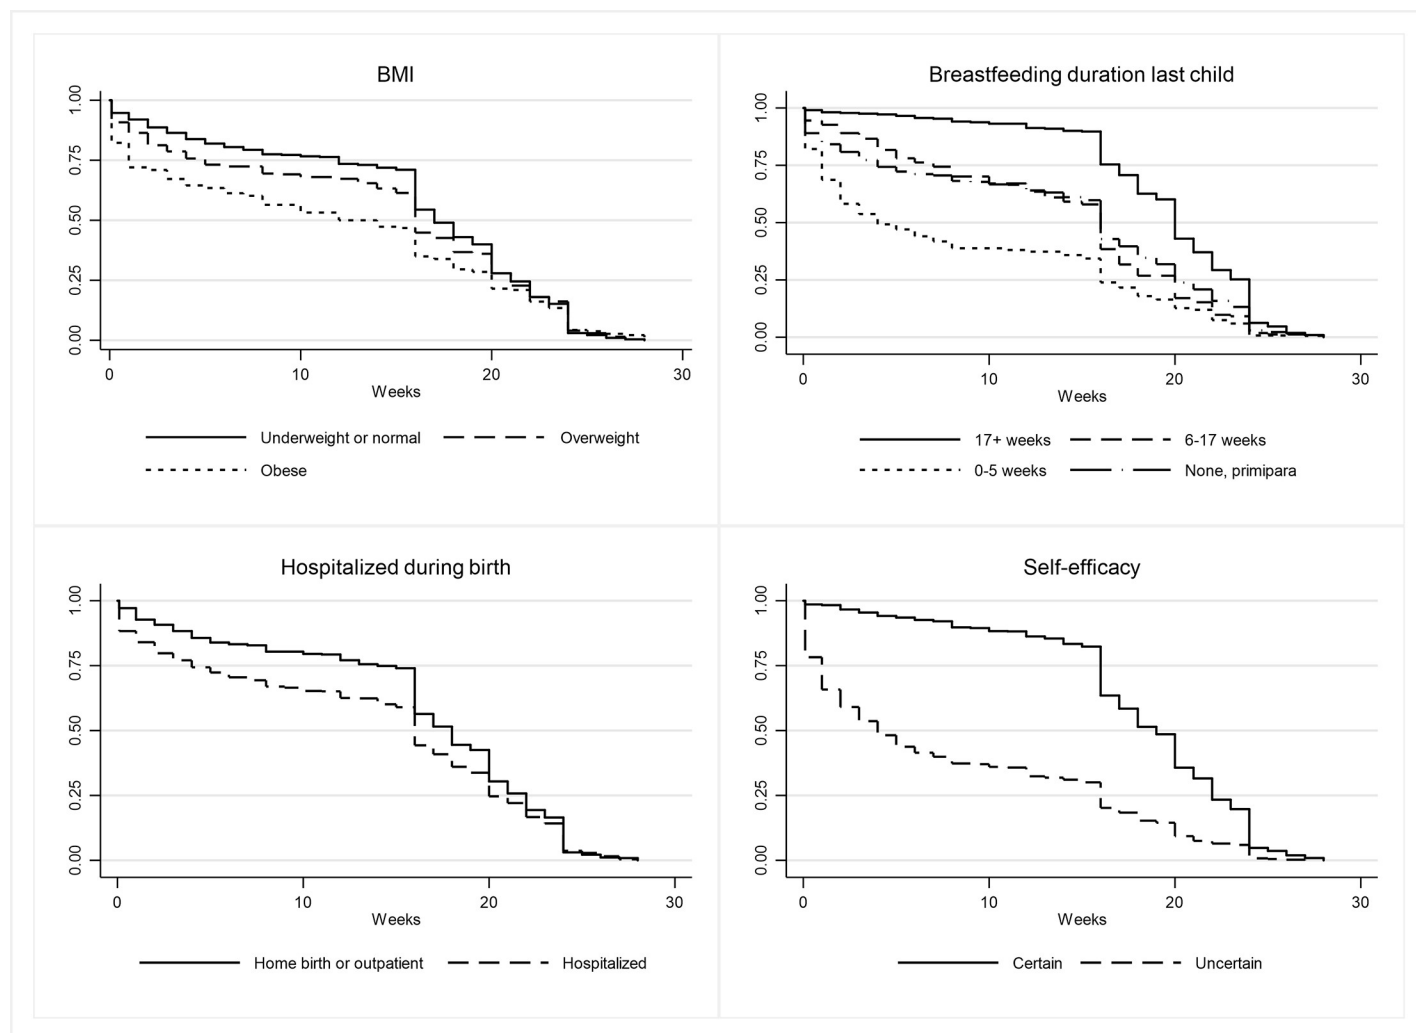 BMI
1.00
0.75
0.50
0.25
0.00
0 10 20 30
Weeks
Underweight or normal Overweight
Obese
Breastfeeding duration last child
1.00
0.75
0.50
0.25
0.00
0 10 20 30
Weeks
17+ weeks 6-17 weeks
0-5 weeks None, primipara
Hospitalized during birth
1.00
0.75
0.50
0.25
0.00
0 10 20 30
Weeks
Home birth or outpatient Hospitalized
Self-efficacy
1.00
0.75
0.50
0.25
0.00
0 10 20 30
Weeks
Certain Uncertain